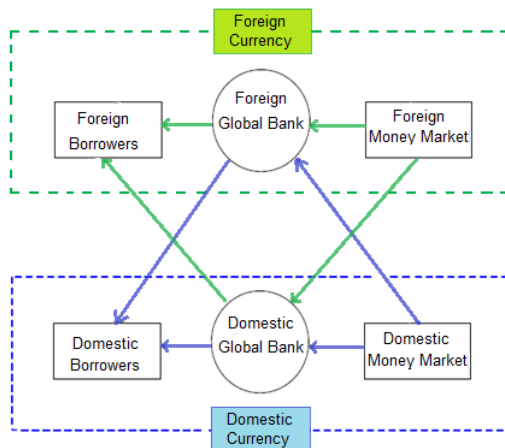 Foreign
Currency
Foreign
Borrowers
Foreign
Global Bank
Foreign
Money Market
Domestic
Borrowers
Domestic
Global Bank
Domestic
Money Market
Domestic
Currency